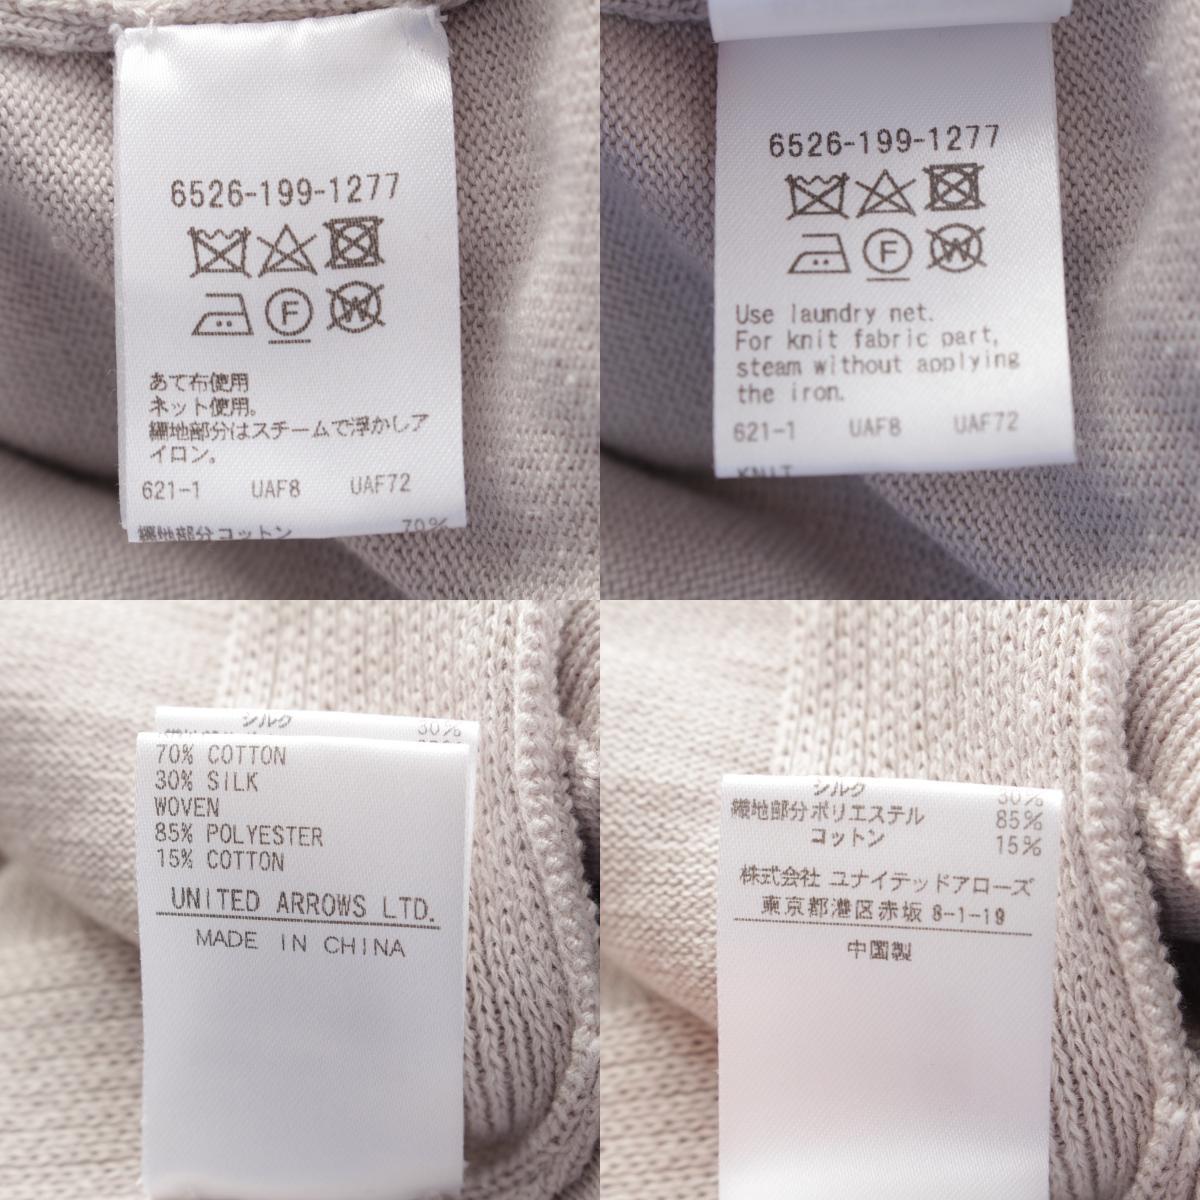 6526-199-1277
F
W
あて布使用
ネット使用。
編地部分はスチームで浮かしア
イロン。
621-1 UAF8 UAF72
編地部分コットン 70%
6526-199-1277
F
W
Use laundry net.
For knit fabric part,
steam without applying
the iron.
621-1 UAF8 UAF72
KNIT
シルク 30%
70% COTTON
30% SILK
WOVEN
85% POLYESTER
15% COTTON
UNITED ARROWS LTD.
MADE IN CHINA
シルク 30%
織地部分ポリエステル 85%
コットン 15%
株式会社 ユナイテッドアローズ
東京都港区赤坂 8-1-19
中国製